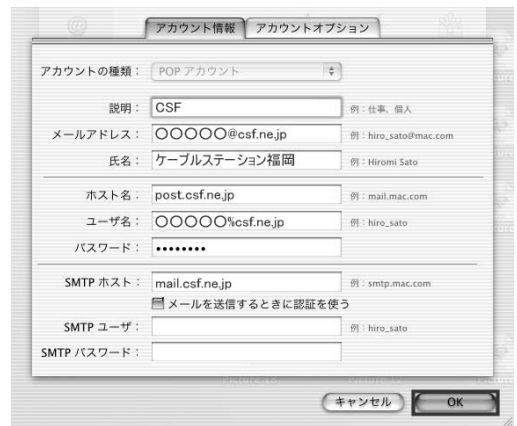 アカウント情報 アカウントオプション
アカウントの種類： POP アカウント
説明： CSF 例：仕事、個人
メールアドレス： 〇〇〇〇〇@csf.ne.jp 例：hiro_sato@mac.com
氏名： ケーブルステーション福岡 例：Hiromi Sato
ホスト名： post.csf.ne.jp 例：mail.mac.com
ユーザ名： 〇〇〇〇〇%csf.ne.jp 例：hiro_sato
パスワード： ••••••••
SMTP ホスト： mail.csf.ne.jp 例：smtp.mac.com
メールを送信するときに認証を使う
SMTP ユーザ： 例：hiro_sato
SMTP パスワード：
キャンセル OK